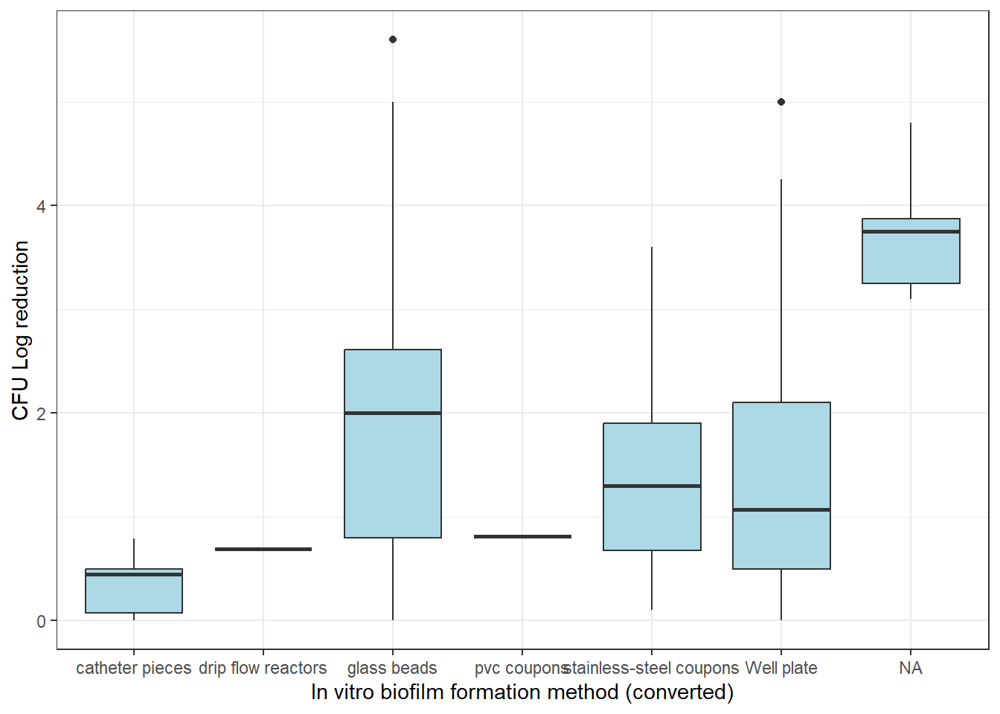 CFU Log reduction
4
2
0
catheter pieces drip flow reactors glass beads pvc coupons stainless-steel coupons Well plate NA
In vitro biofilm formation method (converted)